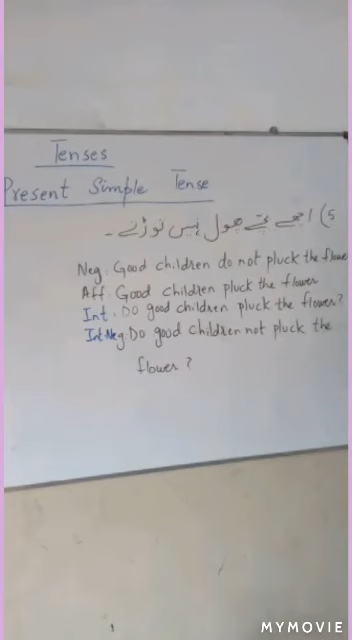 Tenses
Present Simple Tense
5) اچھے بچے پھول نہیں توڑتے ۔
Neg. Good children do not pluck the flower
Aff. Good children pluck the flower
Int. Do good children pluck the flower?
Int.Neg. Do good children not pluck the
flower?
MYMOVIE